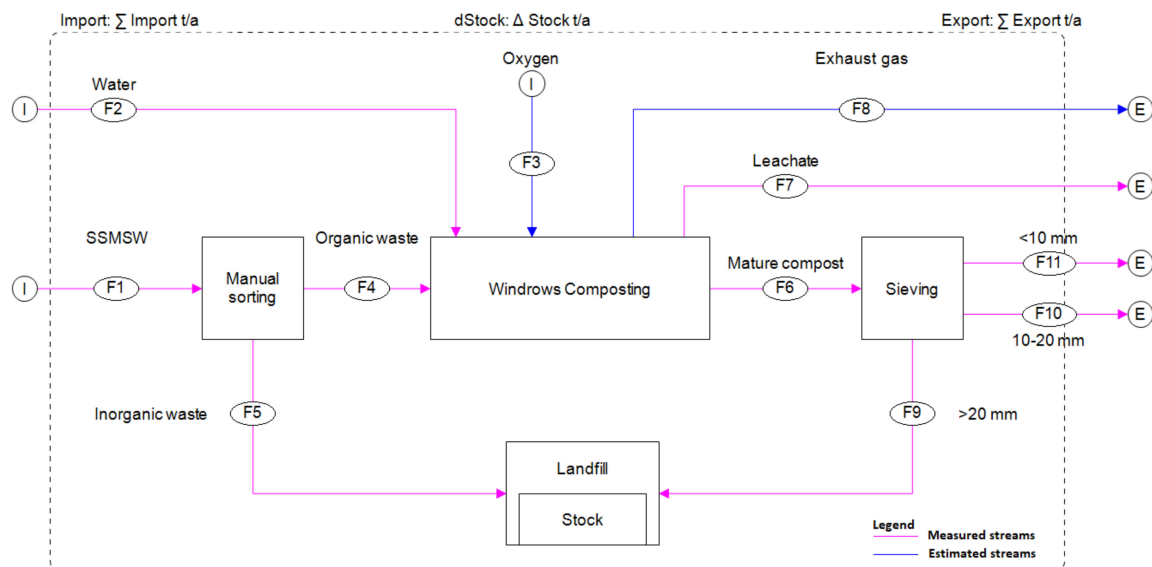 Import: ∑ Import t/a
dStock: Δ Stock t/a
Export: ∑ Export t/a
Oxygen
Exhaust gas
Water
I
I
F2
F8
E
F3
Leachate
F7
E
SSMSW
Organic waste
<10 mm
Manual
sorting
Mature compost
F11
E
I
F1
F4
Windrows Composting
F6
Sieving
F10
E
10-20 mm
Inorganic waste
F5
F9
>20 mm
Landfill
Stock
Legend
Measured streams
Estimated streams